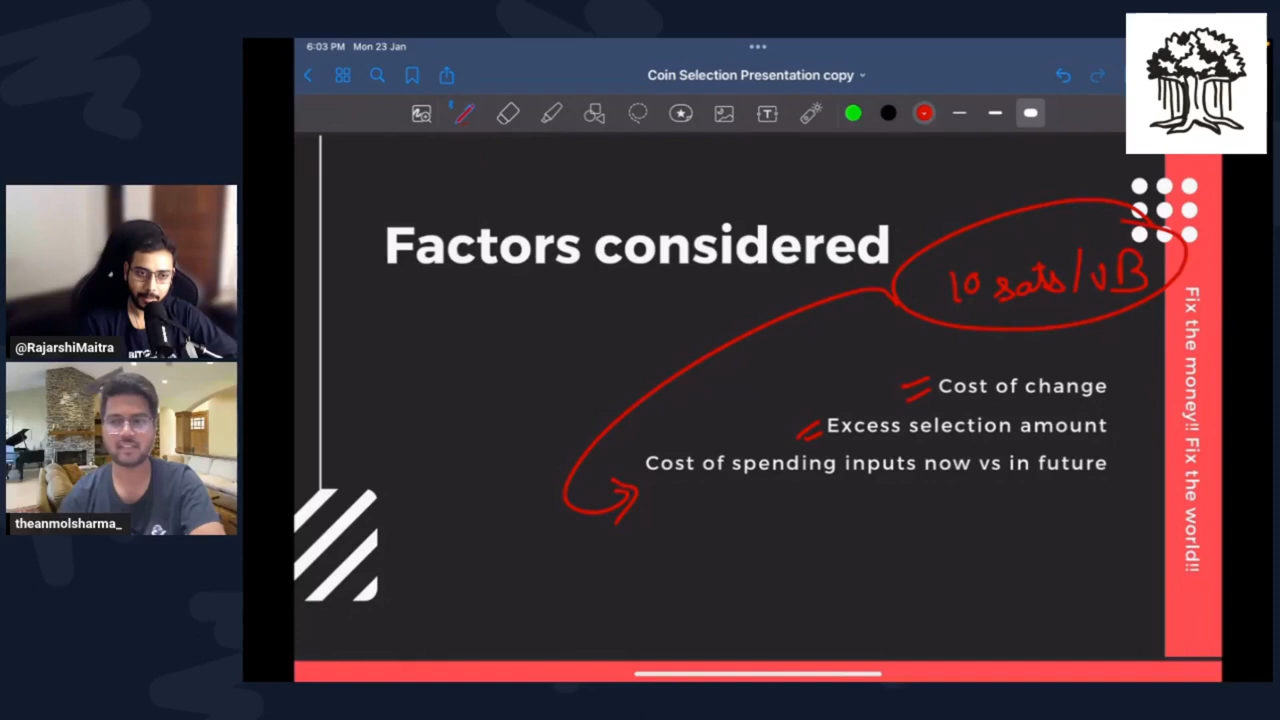 6:03 PM Mon 23 Jan
Coin Selection Presentation copy
T
Factors considered
10 sats/vB
Cost of change
Excess selection amount
Cost of spending inputs now vs in future
Fix the money!! Fix the world!!
@RajarshiMaitra
theanmolsharma_